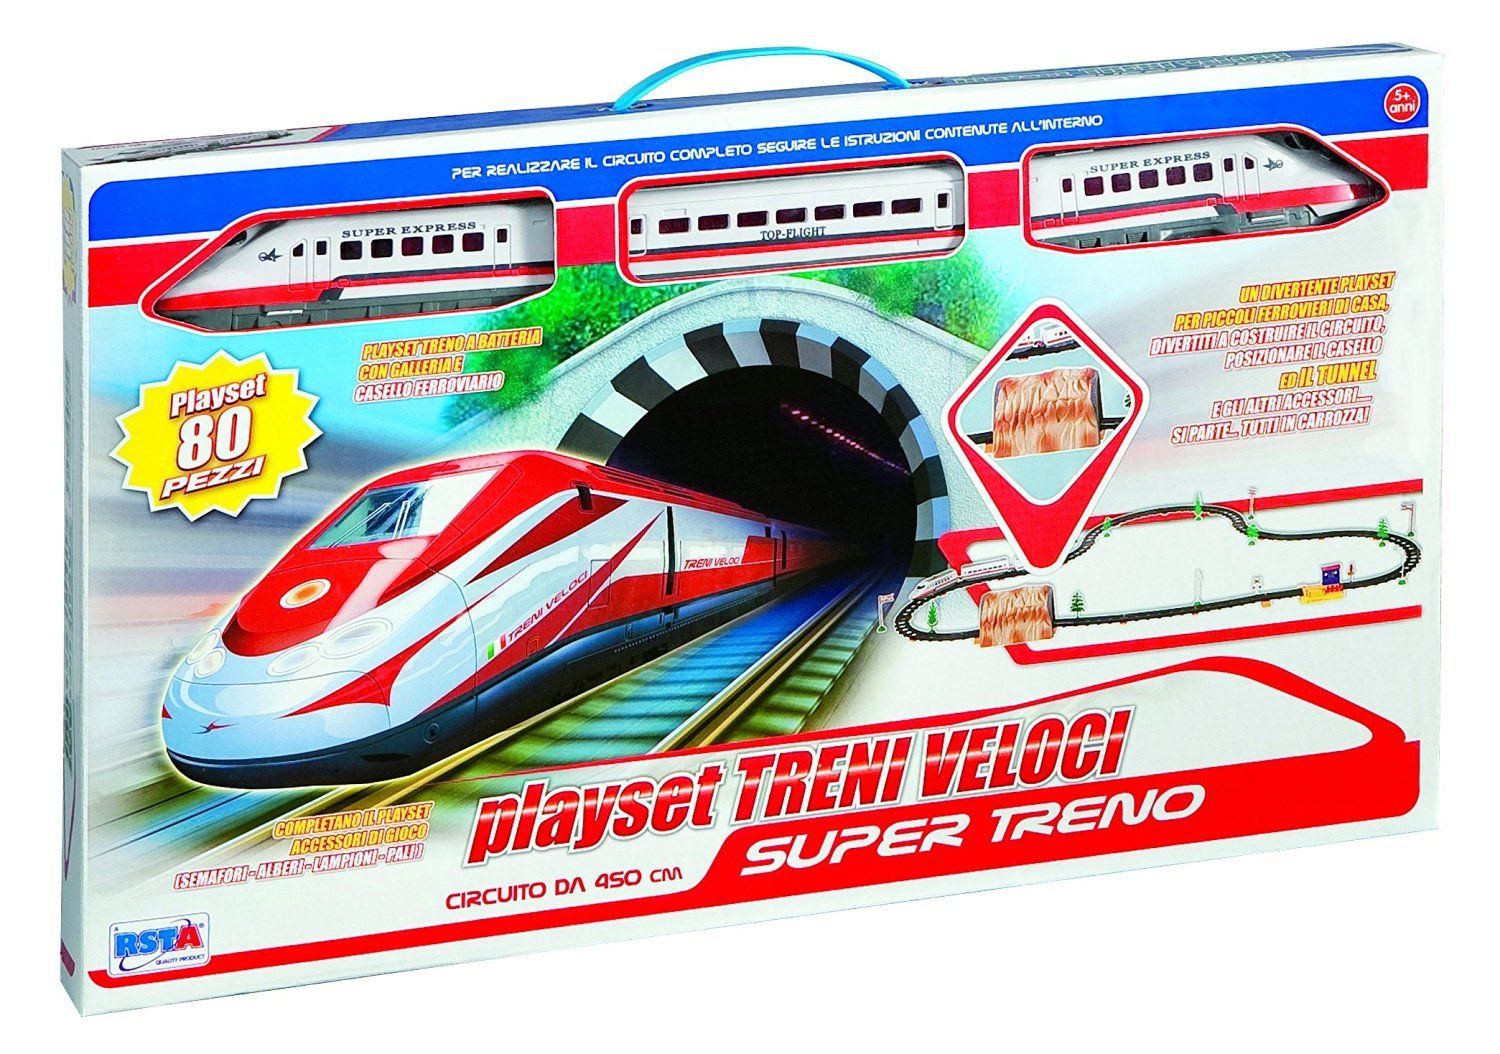 PER REALIZZARE IL CIRCUITO COMPLETO SEGUIRE LE ISTRUZIONI CONTENUTE ALL'INTERNO
5+
anni
SUPER EXPRESS
TOP-FLIGHT
SUPER EXPRESS
PLAYSET TRENO A BATTERIA
CON GALLERIA E
CASELLO FERROVIARIO
UN DIVERTENTE PLAYSET
PER PICCOLI FERROVIERI DI CASA,
DIVERTITI A COSTRUIRE IL CIRCUITO,
POSIZIONARE IL CASELLO
ED IL TUNNEL
E GLI ALTRI ACCESSORI....
SI PARTE... TUTTI IN CARROZZA!
Playset
80
PEZZI
TRENI VELOCI
TRENI VELOCI
playset TRENI VELOCI
SUPER TRENO
COMPLETANO IL PLAYSET
ACCESSORI DI GIOCO
(SEMAFORI - ALBERI - LAMPIONI - PALI)
CIRCUITO DA 450 CM
RSTA®
QUALITY PRODUCT